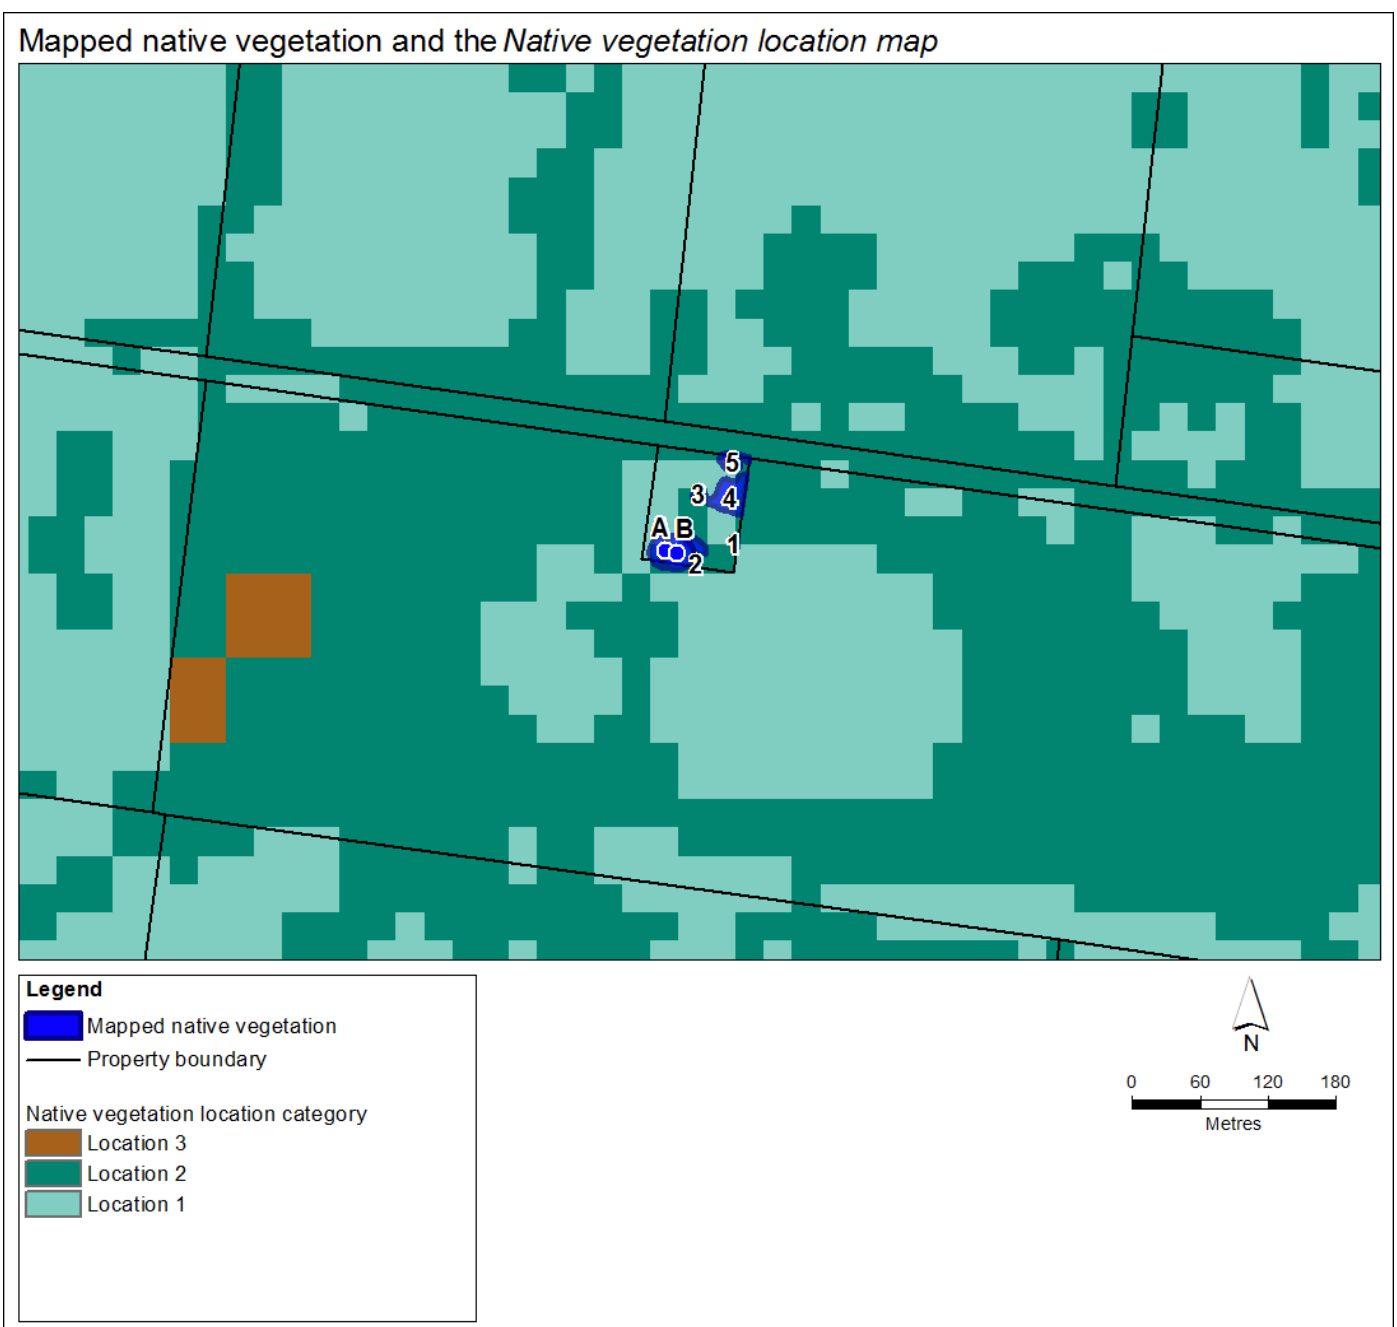 Mapped native vegetation and the Native vegetation location map
5
3 4
A B
1
2
Legend
Mapped native vegetation
Property boundary
Native vegetation location category
Location 3
Location 2
Location 1
N
0 60 120 180
Metres